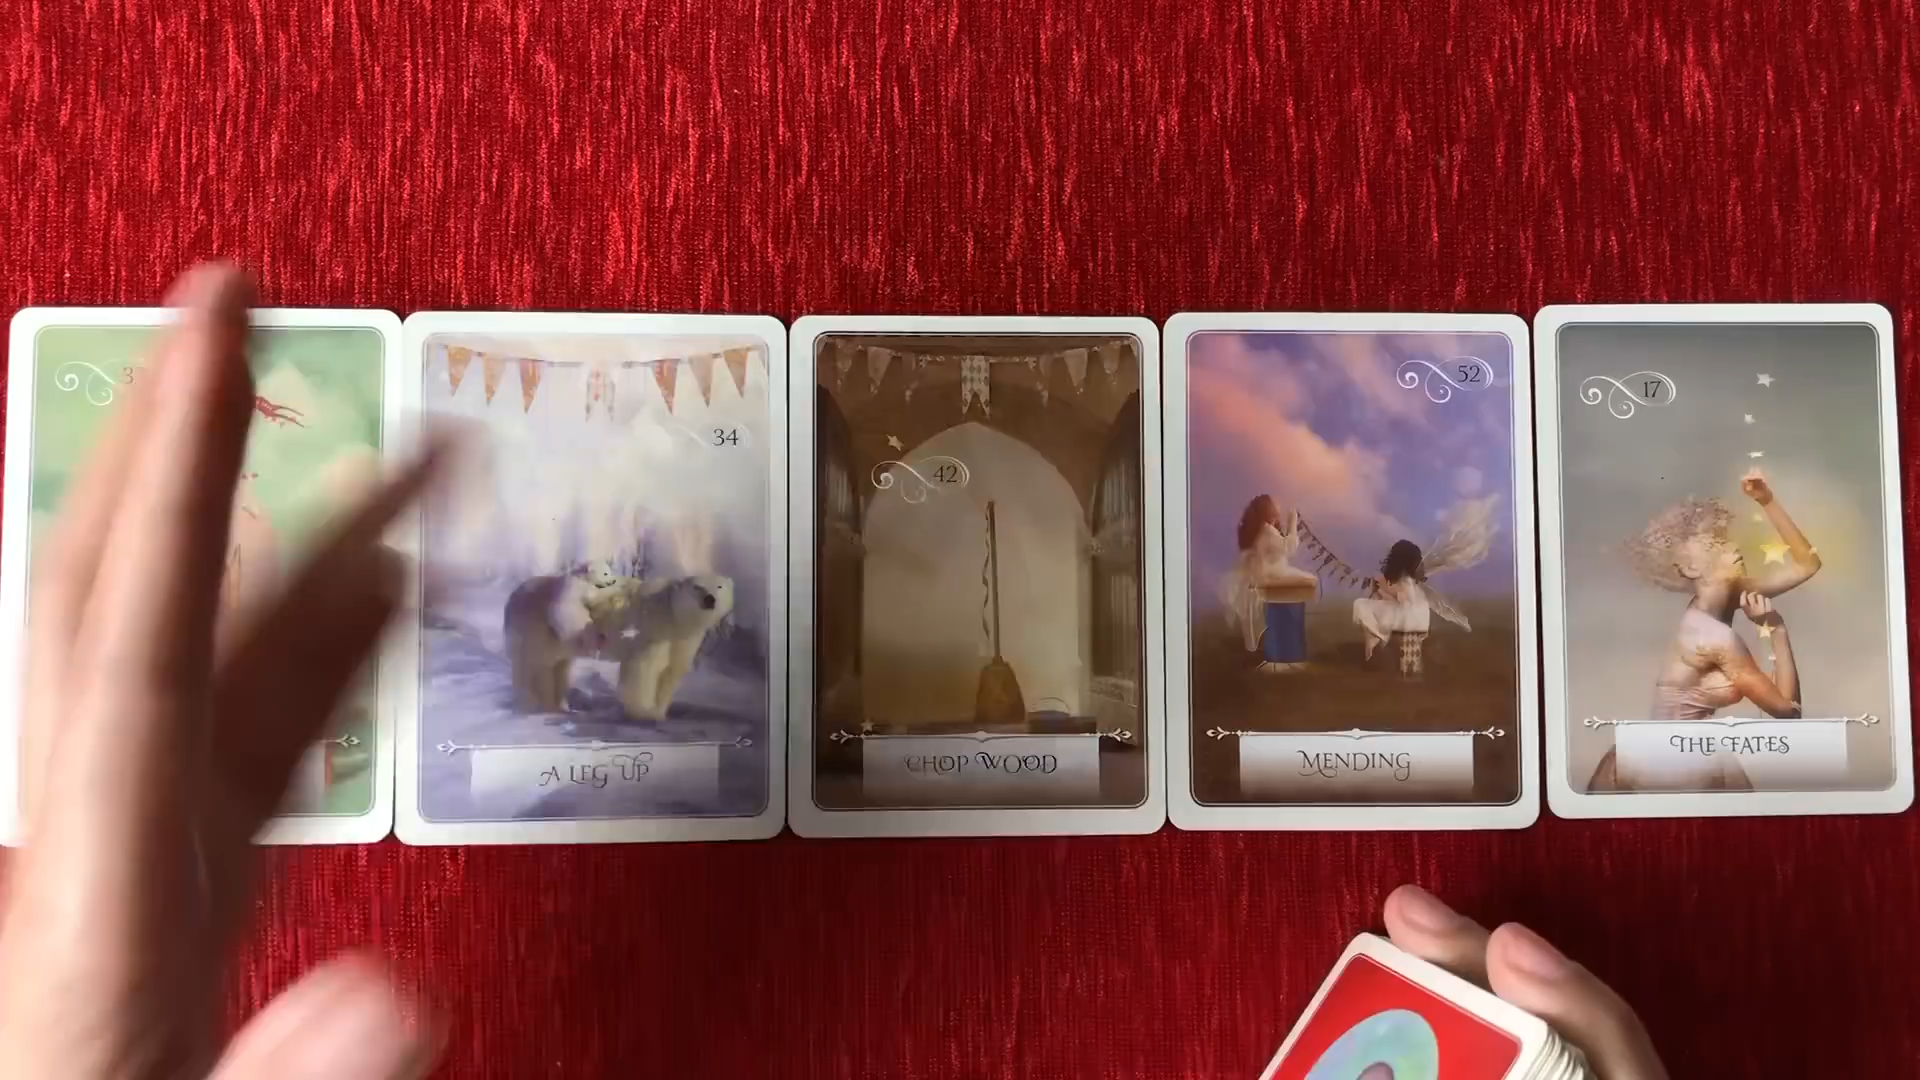 34
A LEG UP
42
CHOP WOOD
52
MENDING
17
THE FATES